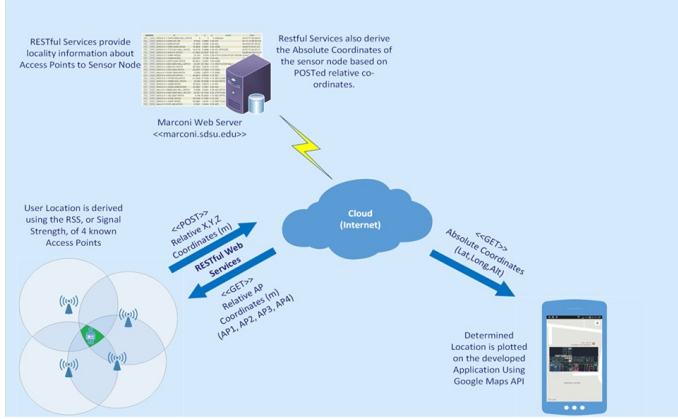 RESTful Services provide
locality information about
Access Points to Sensor Node
Restful Services also derive
the Absolute Coordinates of
the sensor node based on
POSTed relative co-
ordinates.
Marconi Web Server
<<marconi.sdsu.edu>>
User Location is derived
using the RSS, or Signal
Strength, of 4 known
Access Points
<<POST>>
Relative X,Y,Z
Coordinates (m)
RESTful Web
Services
<<GET>>
Relative AP
Coordinates (m)
(AP1, AP2, AP3, AP4)
Cloud
(Internet)
<<GET>>
Absolute Coordinates
(Lat,Long,Alt)
Determined
Location is plotted
on the developed
Application Using
Google Maps API